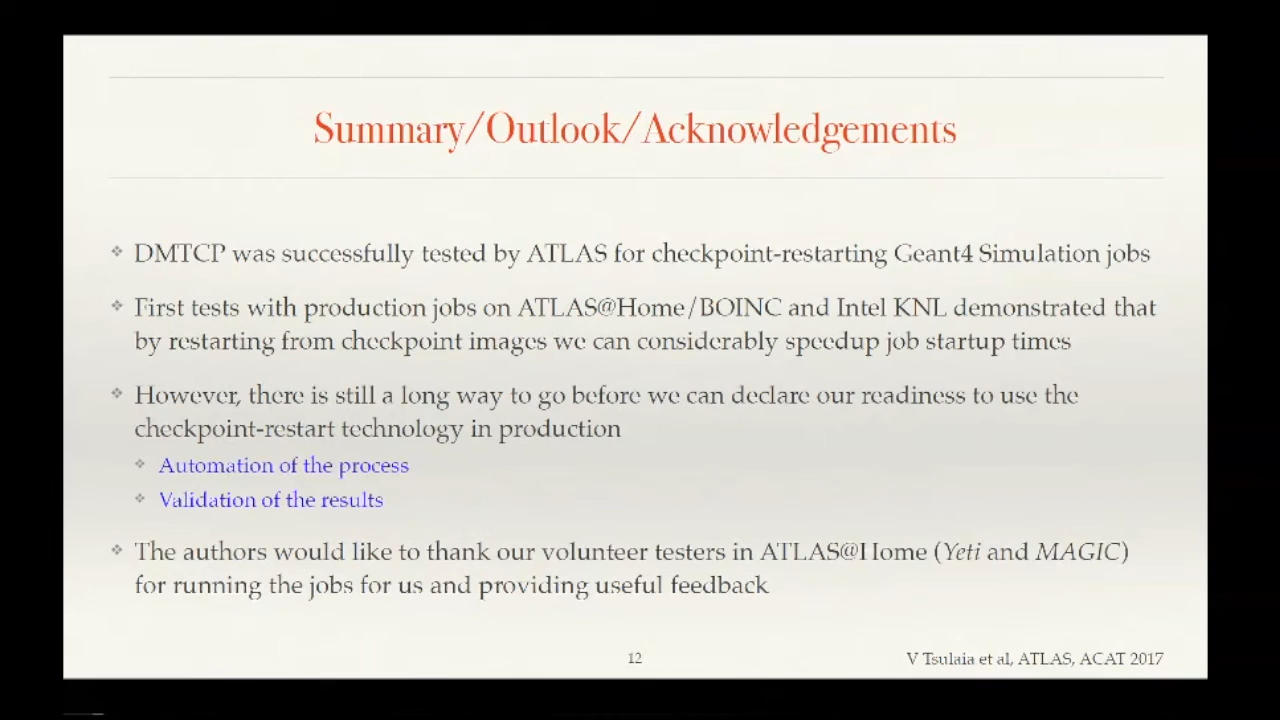 Summary/Outlook/Acknowledgements
❖ DMTCP was successfully tested by ATLAS for checkpoint-restarting Geant4 Simulation jobs
❖ First tests with production jobs on ATLAS@Home/BOINC and Intel KNL demonstrated that
by restarting from checkpoint images we can considerably speedup job startup times
❖ However, there is still a long way to go before we can declare our readiness to use the
checkpoint-restart technology in production
❖ Automation of the process
❖ Validation of the results
❖ The authors would like to thank our volunteer testers in ATLAS@Home (Yeti and MAGIC)
for running the jobs for us and providing useful feedback
12
V Tsulaia et al, ATLAS, ACAT 2017